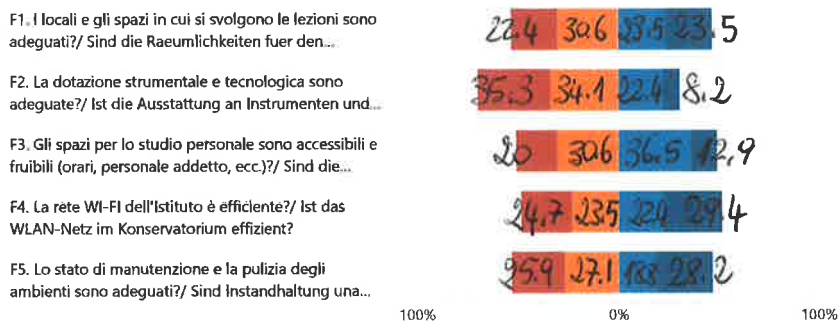 F1. I locali e gli spazi in cui si svolgono le lezioni sono
adeguati?/ Sind die Raeumlichkeiten fuer den...
22.4 30.6 23.5 23.5
F2. La dotazione strumentale e tecnologica sono
adeguate?/ Ist die Ausstattung an Instrumenten und...
35.3 34.1 22.4 8.2
F3. Gli spazi per lo studio personale sono accessibili e
fruibili (orari, personale addetto, ecc.)?/ Sind die...
20 30.6 36.5 12.9
F4. La rete WI-FI dell'Istituto è efficiente?/ Ist das
WLAN-Netz im Konservatorium effizient?
24.7 23.5 22.4 29.4
F5. Lo stato di manutenzione e la pulizia degli
ambienti sono adeguati?/ Sind Instandhaltung una...
25.9 27.1 18.8 28.2
100% 0% 100%